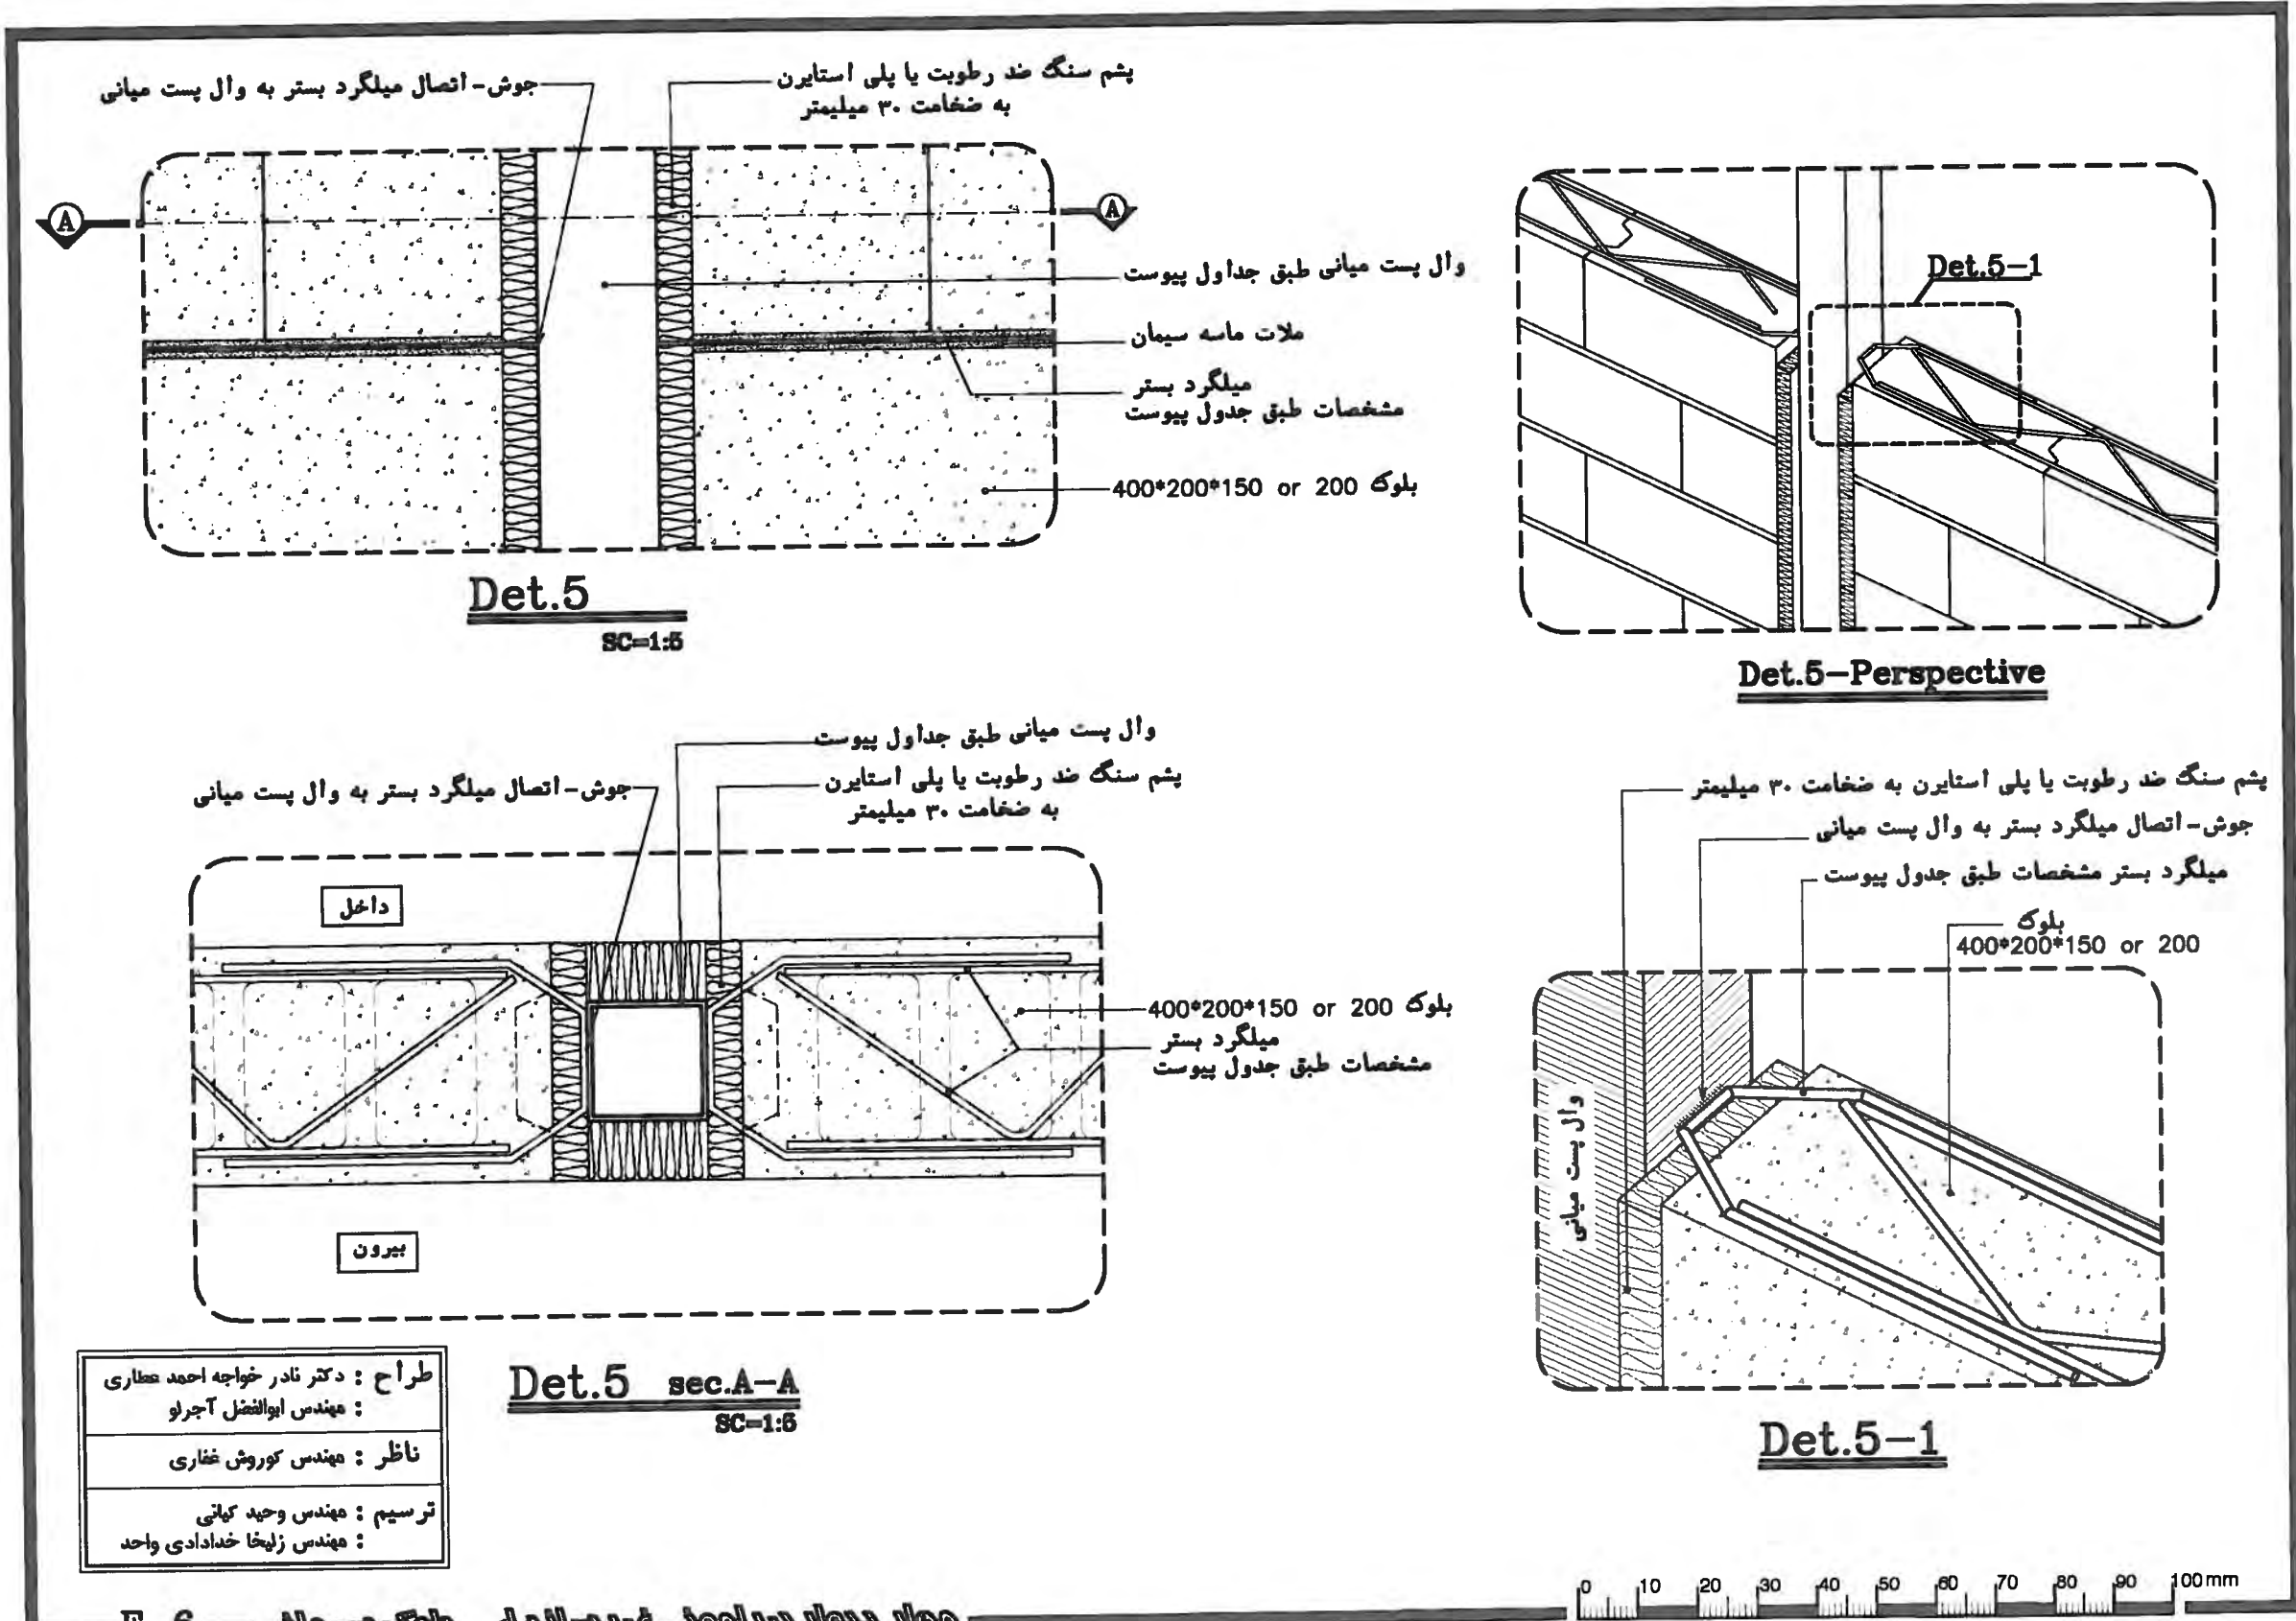 جوش-اتصال میلگرد بستر به وال پست میانی
پشم سنگ ضد رطوبت یا پلی استایرن
به ضخامت ۳۰ میلیمتر
A
A
وال پست میانی طبق جداول پیوست
ملات ماسه سیمان
میلگرد بستر
مشخصات طبق جدول پیوست
بلوک 400*200*150 or 200
Det.5
SC=1:5
Det.5-1
Det.5-Perspective
وال پست میانی طبق جداول پیوست
جوش-اتصال میلگرد بستر به وال پست میانی
پشم سنگ ضد رطوبت یا پلی استایرن
به ضخامت ۳۰ میلیمتر
داخل
بلوک 400*200*150 or 200
میلگرد بستر
مشخصات طبق جدول پیوست
بیرون
Det.5 sec.A-A
SC=1:5
پشم سنگ ضد رطوبت یا پلی استایرن به ضخامت ۳۰ میلیمتر
جوش-اتصال میلگرد بستر به وال پست میانی
میلگرد بستر مشخصات طبق جدول پیوست
بلوک
400*200*150 or 200
وال پست میانی
Det.5-1
طراح : دکتر نادر خواجه احمد عطاری
: مهندس ابوالفضل آجرلو
ناظر : مهندس کوروش غفاری
ترسیم : مهندس وحید کیانی
: مهندس زلیخا خدادادی واحد
0 10 20 30 40 50 60 70 80 90 100 mm